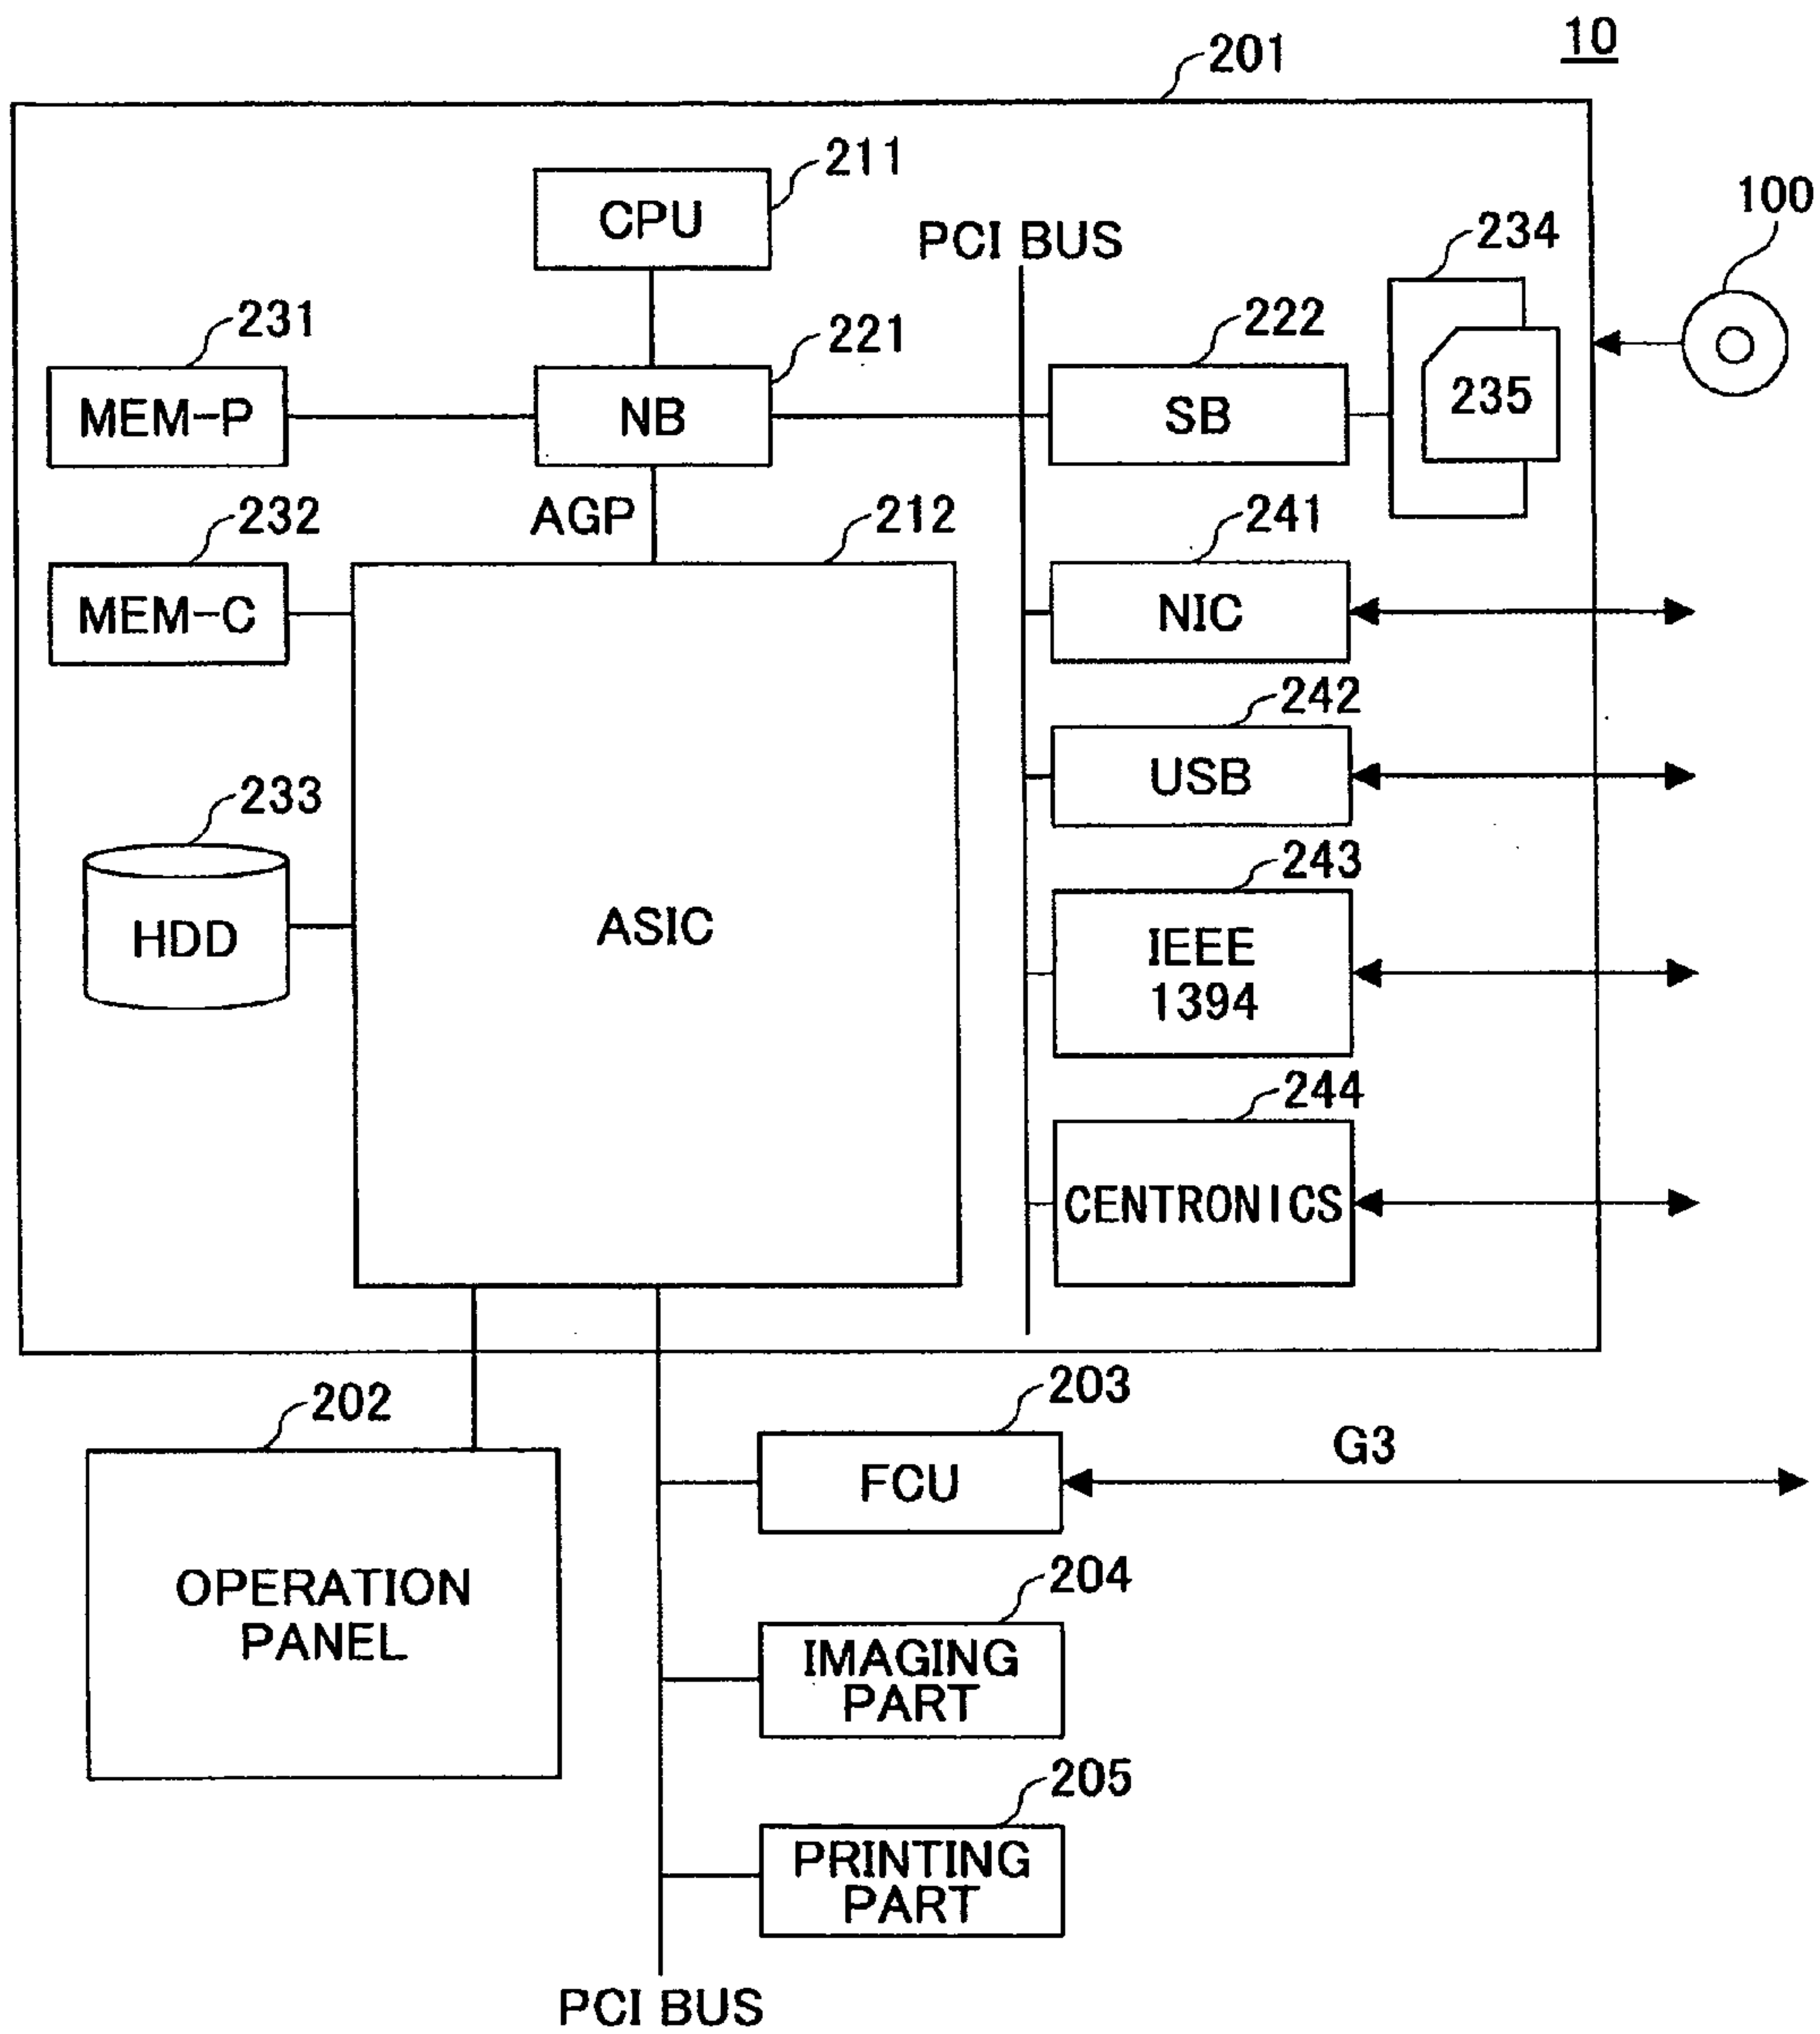 10
201
211
CPU
PCI BUS
234
100
231
221
222
MEM-P
NB
SB
235
232
AGP
212
241
MEM-C
NIC
242
USB
233
243
HDD
ASIC
IEEE
1394
244
CENTRONICS
202
203
FCU
G3
OPERATION
PANEL
204
IMAGING
PART
205
PRINTING
PART
PCI BUS